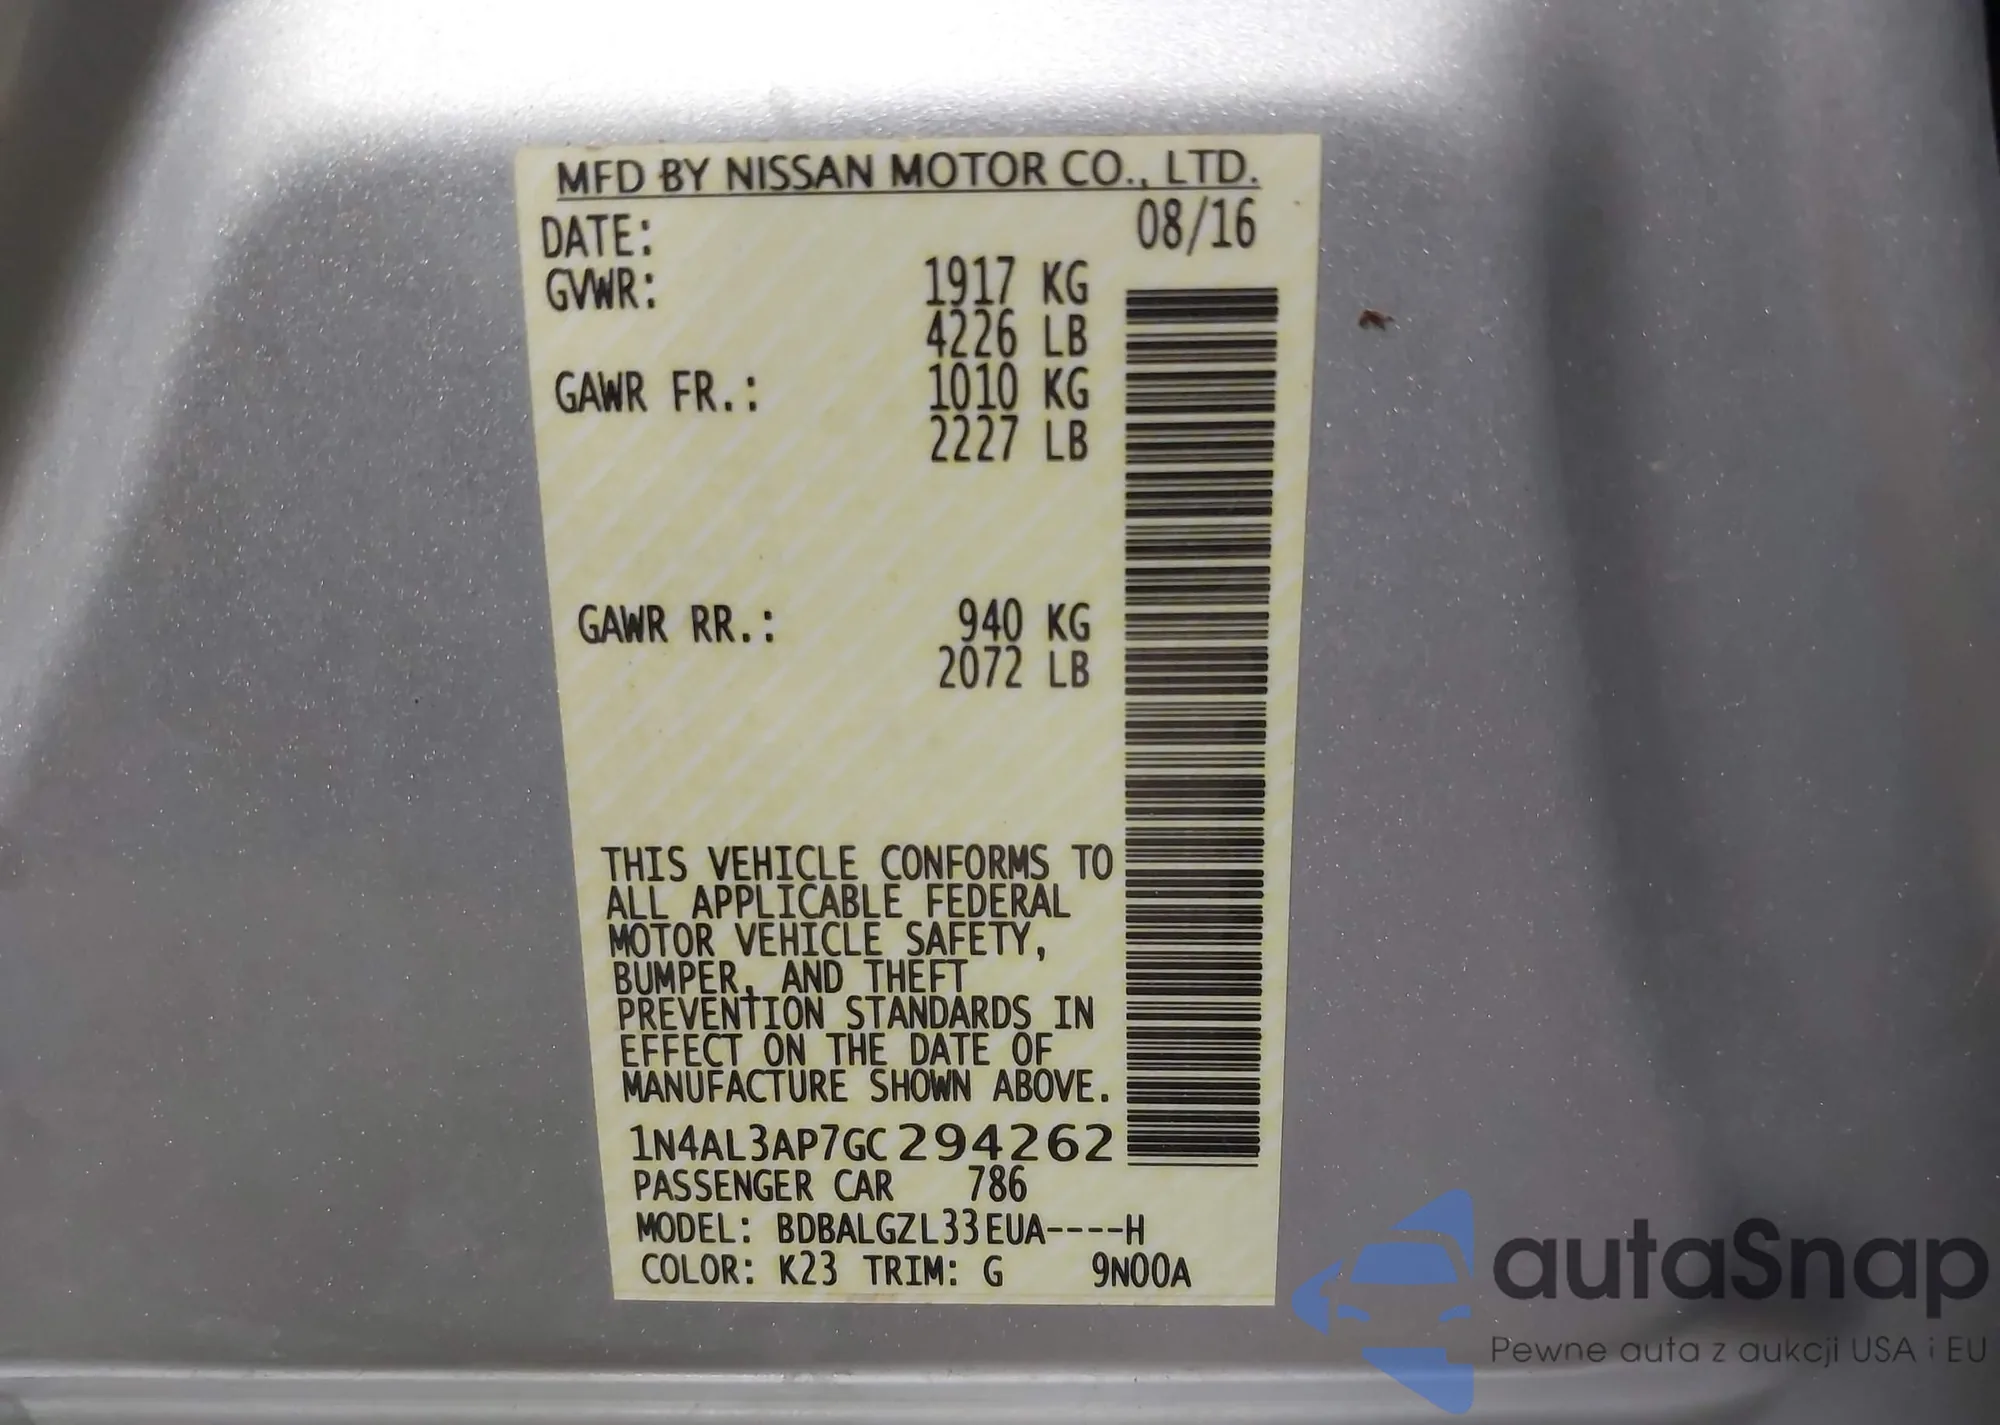 MFD BY NISSAN MOTOR CO., LTD.
DATE: 08/16
GVWR: 1917 KG
4226 LB
GAWR FR.: 1010 KG
2227 LB
GAWR RR.: 940 KG
2072 LB
THIS VEHICLE CONFORMS TO
ALL APPLICABLE FEDERAL
MOTOR VEHICLE SAFETY,
BUMPER, AND THEFT
PREVENTION STANDARDS IN
EFFECT ON THE DATE OF
MANUFACTURE SHOWN ABOVE.
1N4AL3AP7GC294262
PASSENGER CAR 786
MODEL: BDBALGZL33EUA----H
COLOR: K23 TRIM: G 9N00A
autaSnap
Pewne auta z aukcji USA i EU